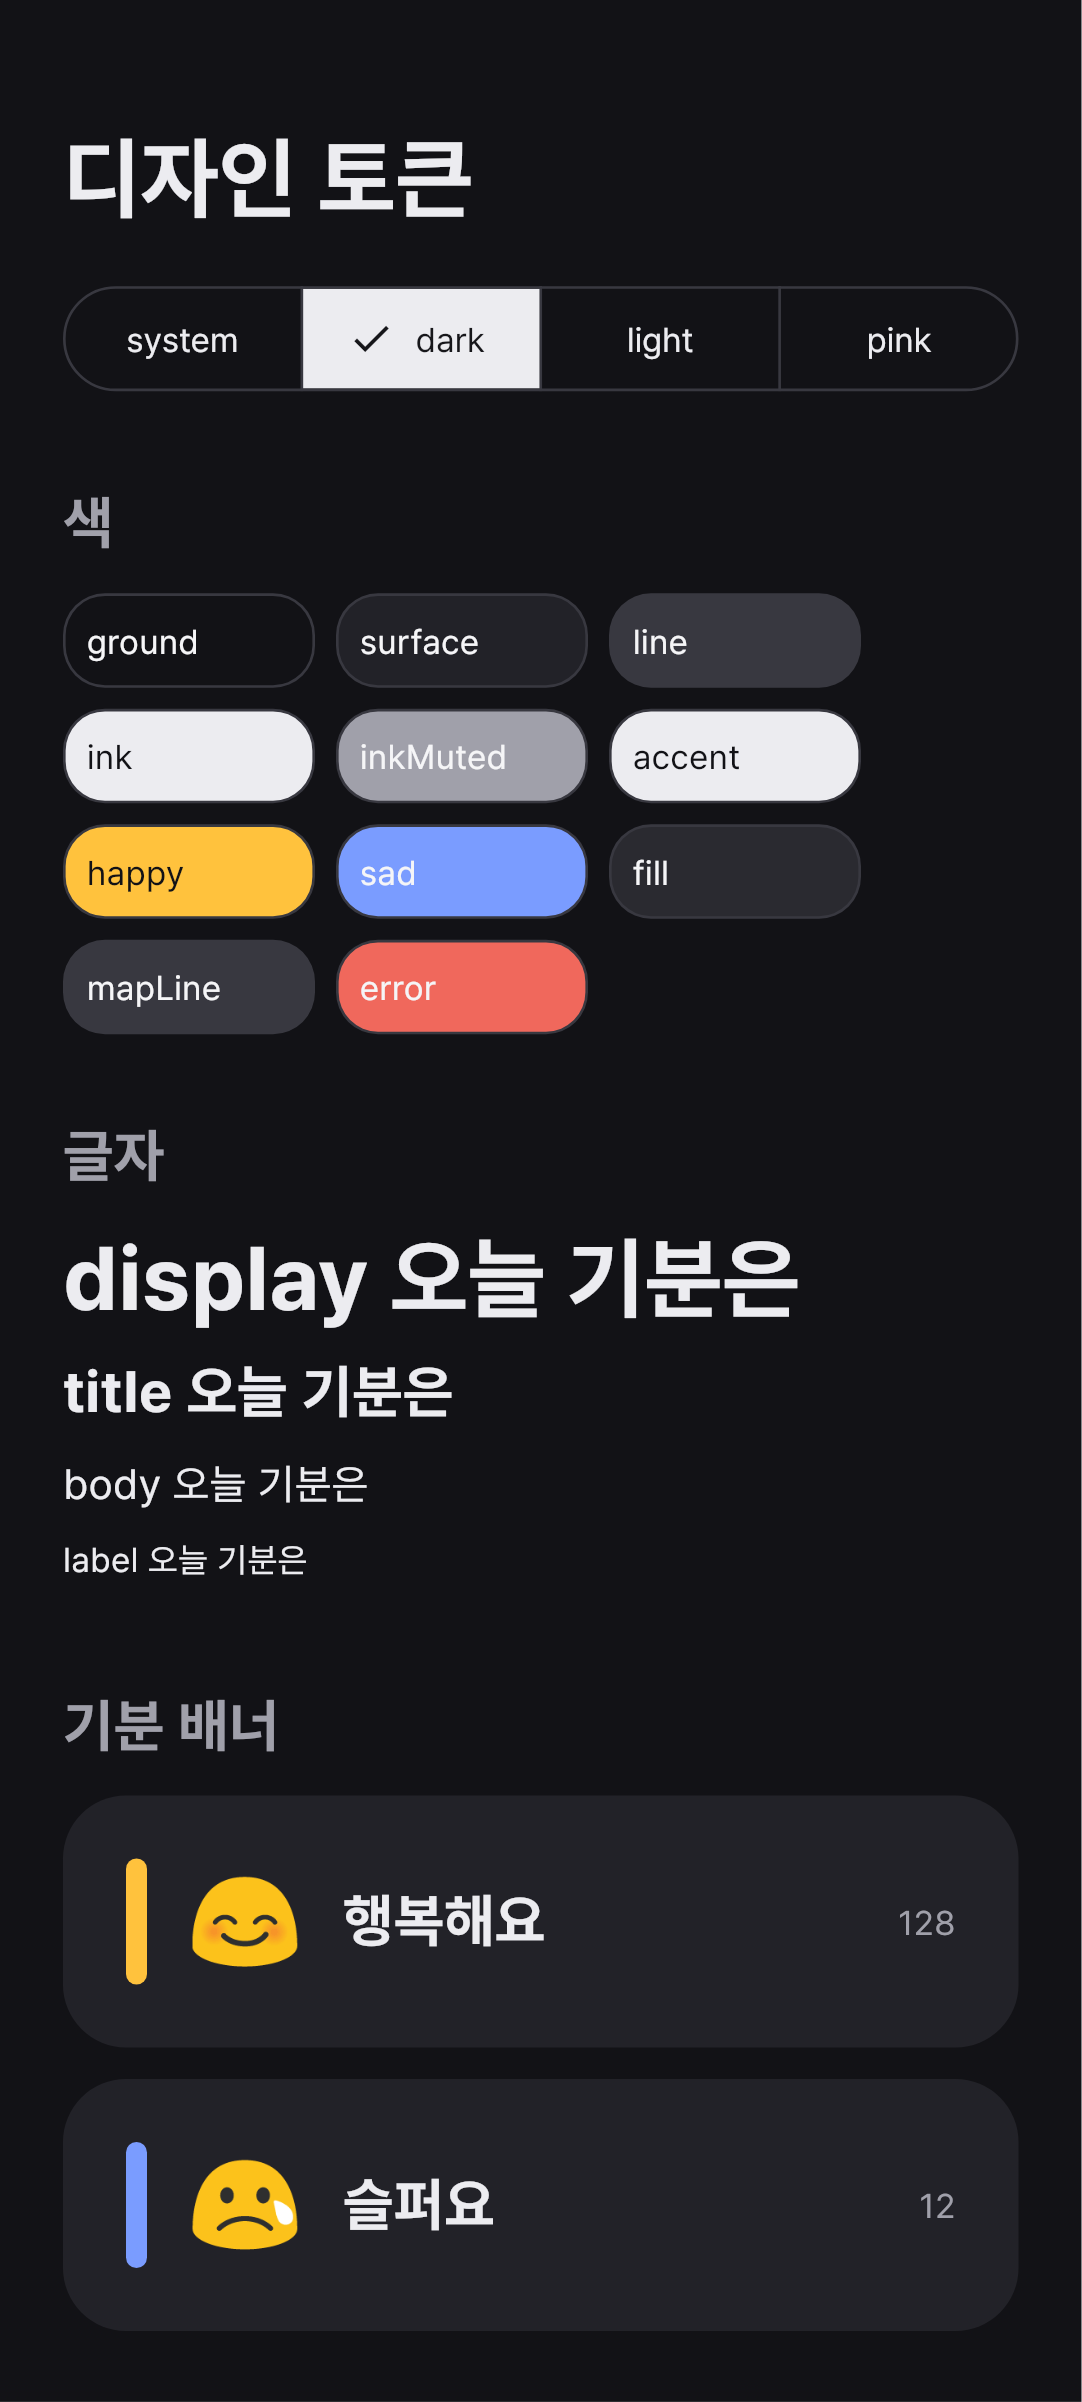 디자인 토큰
system dark light pink
색
ground surface line
ink inkMuted accent
happy sad fill
mapLine error
글자
display 오늘 기분은
title 오늘 기분은
body 오늘 기분은
label 오늘 기분은
기분 배너
행복해요 128
슬퍼요 12